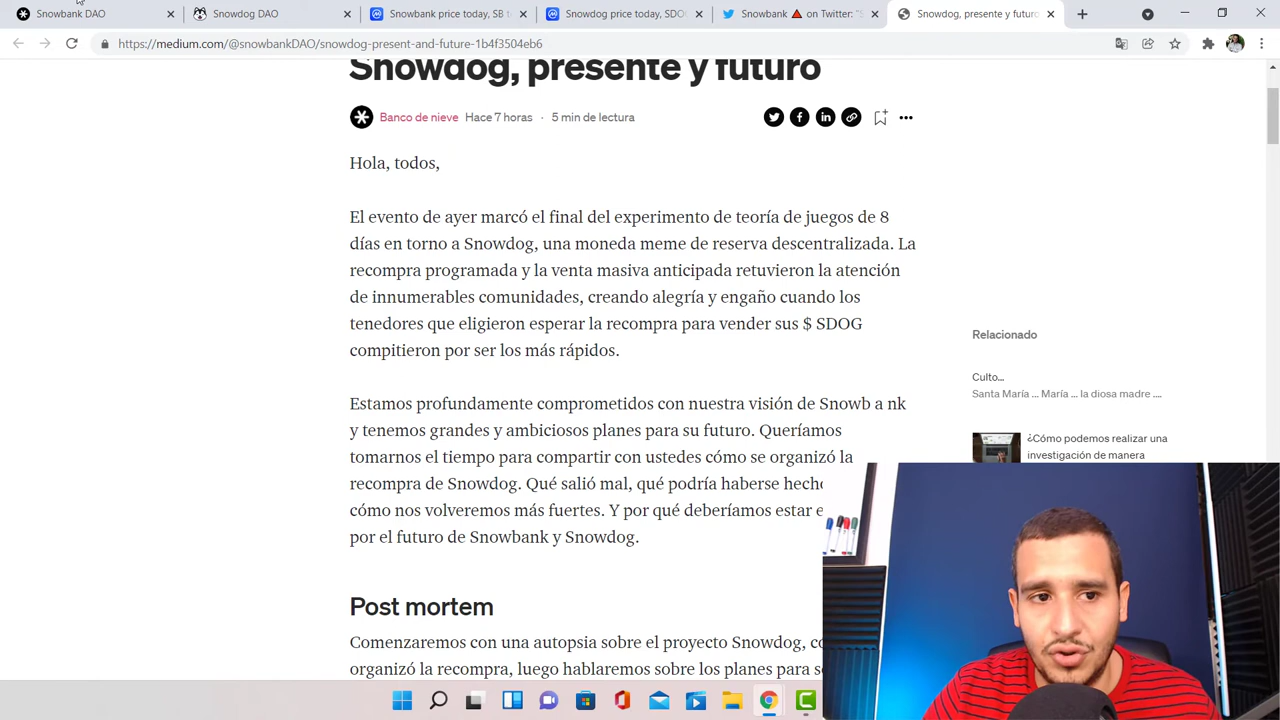 Snowbank DAO
Snowdog DAO
Snowbank price today, SB t
Snowdog price today, SDO
Snowbank 🔺 on Twitter: "S
Snowdog, presente y futuro
https://medium.com/@snowbankDAO/snowdog-present-and-future-1b4f3504eb6
Snowdog, presente y futuro
Banco de nieve Hace 7 horas · 5 min de lectura
Hola, todos,
El evento de ayer marcó el final del experimento de teoría de juegos de 8
días en torno a Snowdog, una moneda meme de reserva descentralizada. La
recompra programada y la venta masiva anticipada retuvieron la atención
de innumerables comunidades, creando alegría y engaño cuando los
tenedores que eligieron esperar la recompra para vender sus $ SDOG
compitieron por ser los más rápidos.
Estamos profundamente comprometidos con nuestra visión de Snowb a nk
y tenemos grandes y ambiciosos planes para su futuro. Queríamos
tomarnos el tiempo para compartir con ustedes cómo se organizó la
recompra de Snowdog. Qué salió mal, qué podría haberse hecho
cómo nos volveremos más fuertes. Y por qué deberíamos estar e
por el futuro de Snowbank y Snowdog.
Post mortem
Comenzaremos con una autopsia sobre el proyecto Snowdog, co
organizó la recompra, luego hablaremos sobre los planes para s
Relacionado
Culto...
Santa María ... María ... la diosa madre ....
¿Cómo podemos realizar una
investigación de manera